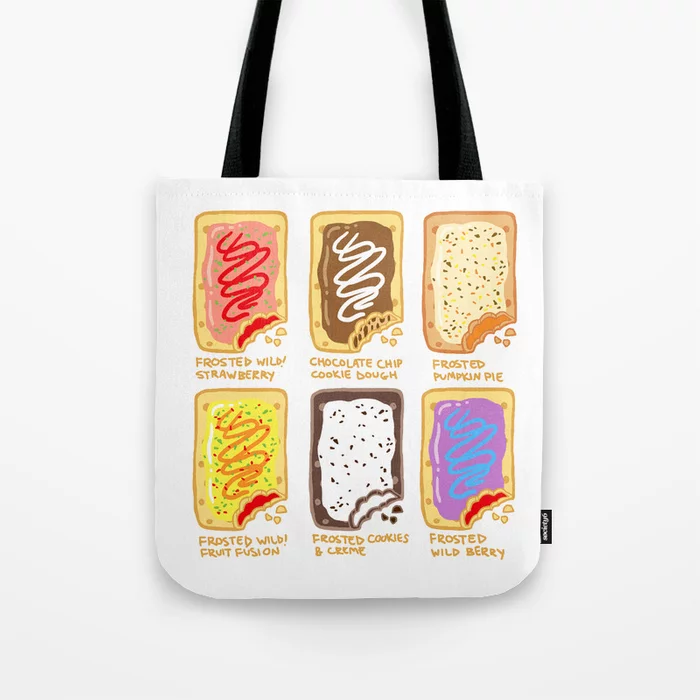 FROSTED WILD!
STRAWBERRY
CHOCOLATE CHIP
COOKIE DOUGH
FROSTED
PUMPKIN PIE
FROSTED WILD!
FRUIT FUSION
FROSTED COOKIES
& CREME
FROSTED
WILD BERRY
society6